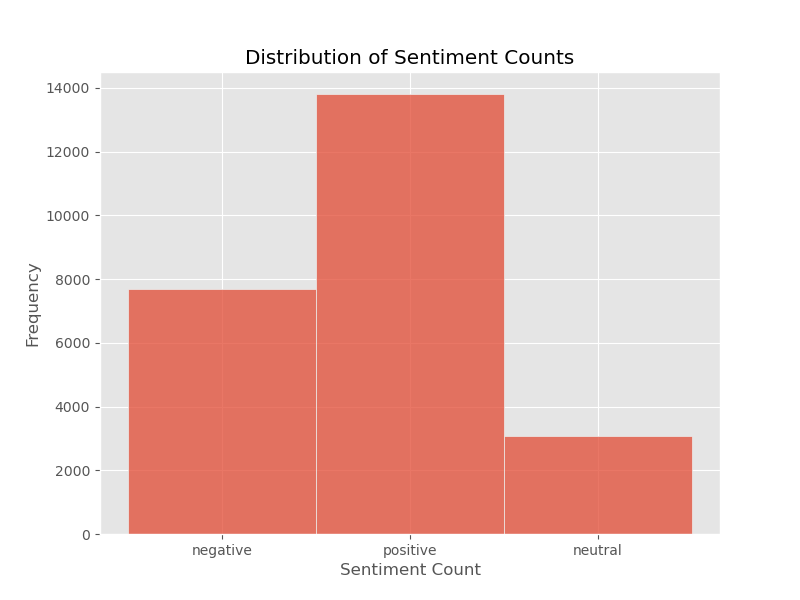 Distribution of Sentiment Counts
14000
12000
10000
8000
6000
4000
2000
0
Frequency
negative positive neutral
Sentiment Count